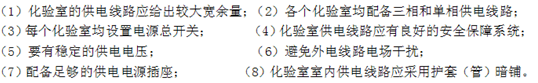 （1）化验室的供电线路应给出较大宽余量；（2）各个化验室均配备三相和单相供电线路；
（3）每个化验室均设置电源总开关；（4）化验室供电线路应有良好的安全保障系统；
（5）要有稳定的供电电压；（6）避免外电线路电场干扰；
（7）配备足够的供电电源插座；（8）化验室室内供电线路应采用护套（管）暗铺。